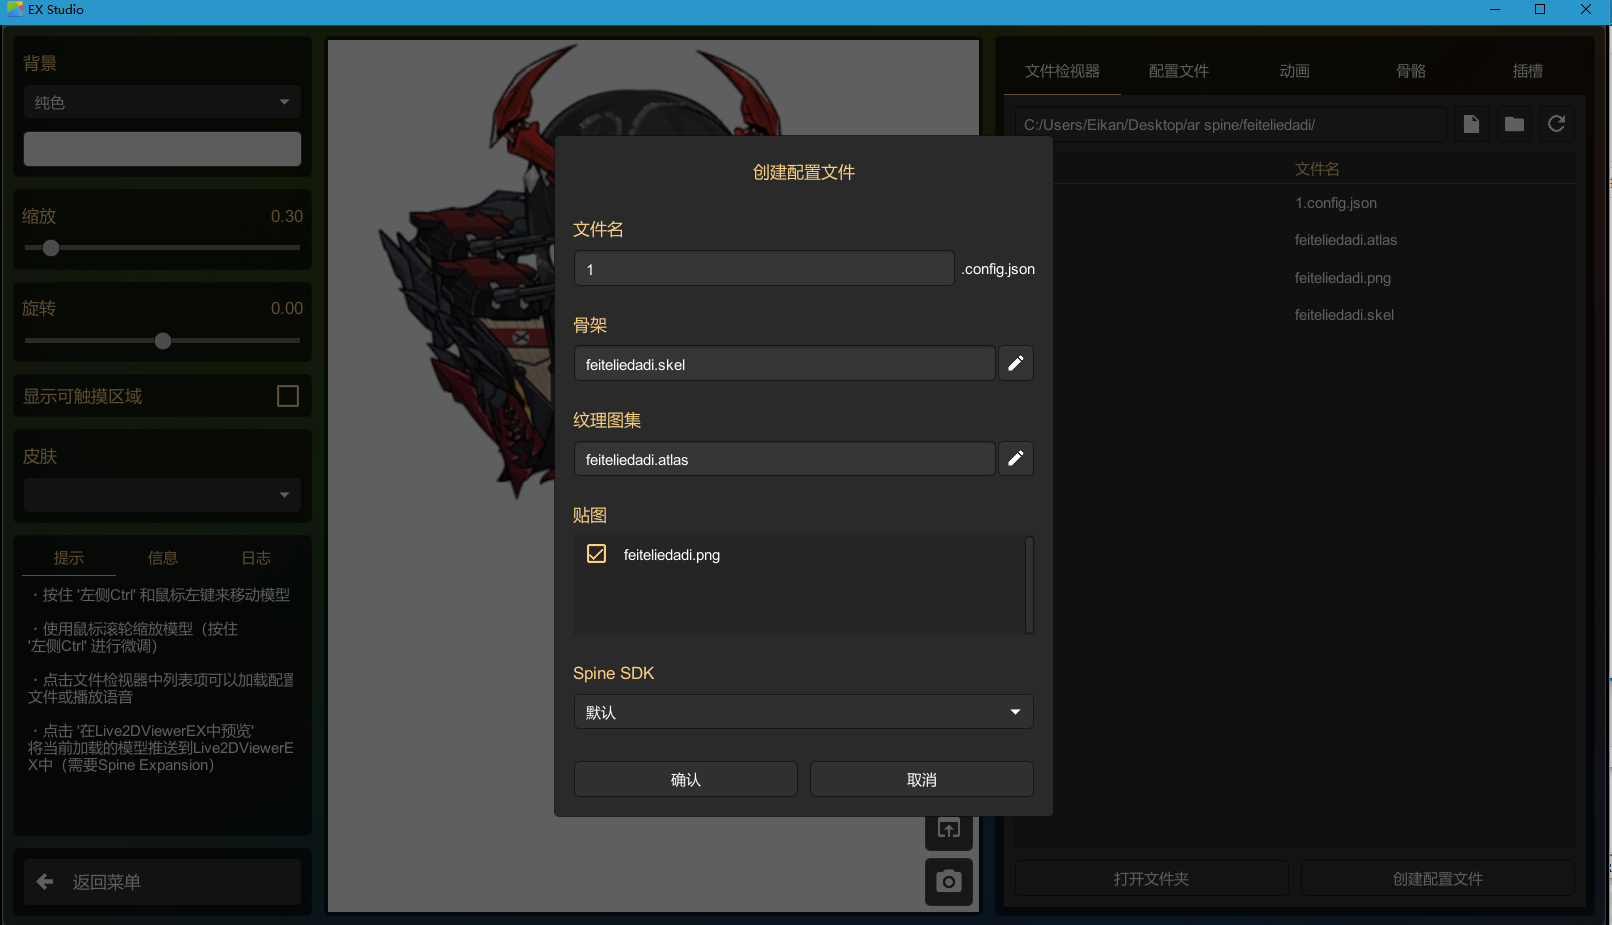 EX Studio
背景
纯色
缩放
0.30
旋转
0.00
显示可触摸区域
皮肤
提示
信息
日志
・按住 '左侧Ctrl' 和鼠标左键来移动模型
・使用鼠标滚轮缩放模型（按住
'左侧Ctrl' 进行微调）
・点击文件检视器中列表项可以加载配置
文件或播放语音
・点击 '在Live2DViewerEX中预览'
将当前加载的模型推送到Live2DViewerE
X中（需要Spine Expansion）
返回菜单
创建配置文件
文件名
1
.config.json
骨架
feiteliedadi.skel
纹理图集
feiteliedadi.atlas
贴图
feiteliedadi.png
Spine SDK
默认
确认
取消
文件检视器
配置文件
动画
骨骼
插槽
C:/Users/Eikan/Desktop/ar spine/feiteliedadi/
文件名
1.config.json
feiteliedadi.atlas
feiteliedadi.png
feiteliedadi.skel
打开文件夹
创建配置文件